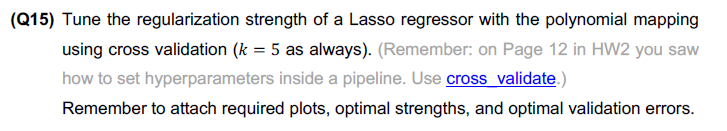 (Q15) Tune the regularization strength of a Lasso regressor with the polynomial mapping
using cross validation (k = 5 as always). (Remember: on Page 12 in HW2 you saw
how to set hyperparameters inside a pipeline. Use cross_validate.)
Remember to attach required plots, optimal strengths, and optimal validation errors.